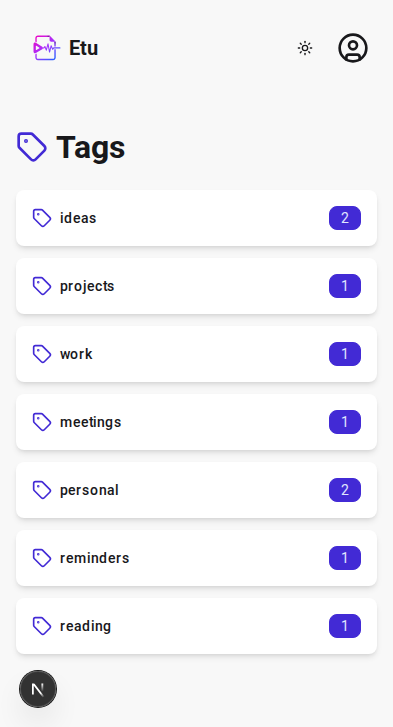 Etu
Tags
ideas 2
projects 1
work 1
meetings 1
personal 2
reminders 1
reading 1
N